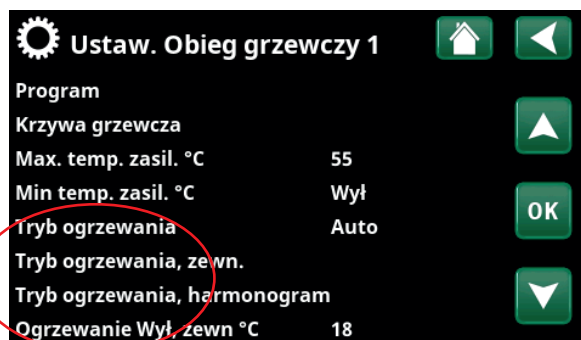 Ustaw. Obieg grzewczy 1
Program
Krzywa grzewcza
Max. temp. zasil. °C 55
Min temp. zasil. °C Wył
Tryb ogrzewania Auto
OK
Tryb ogrzewania, zewn.
Tryb ogrzewania, harmonogram
Ogrzewanie Wył, zewn °C 18